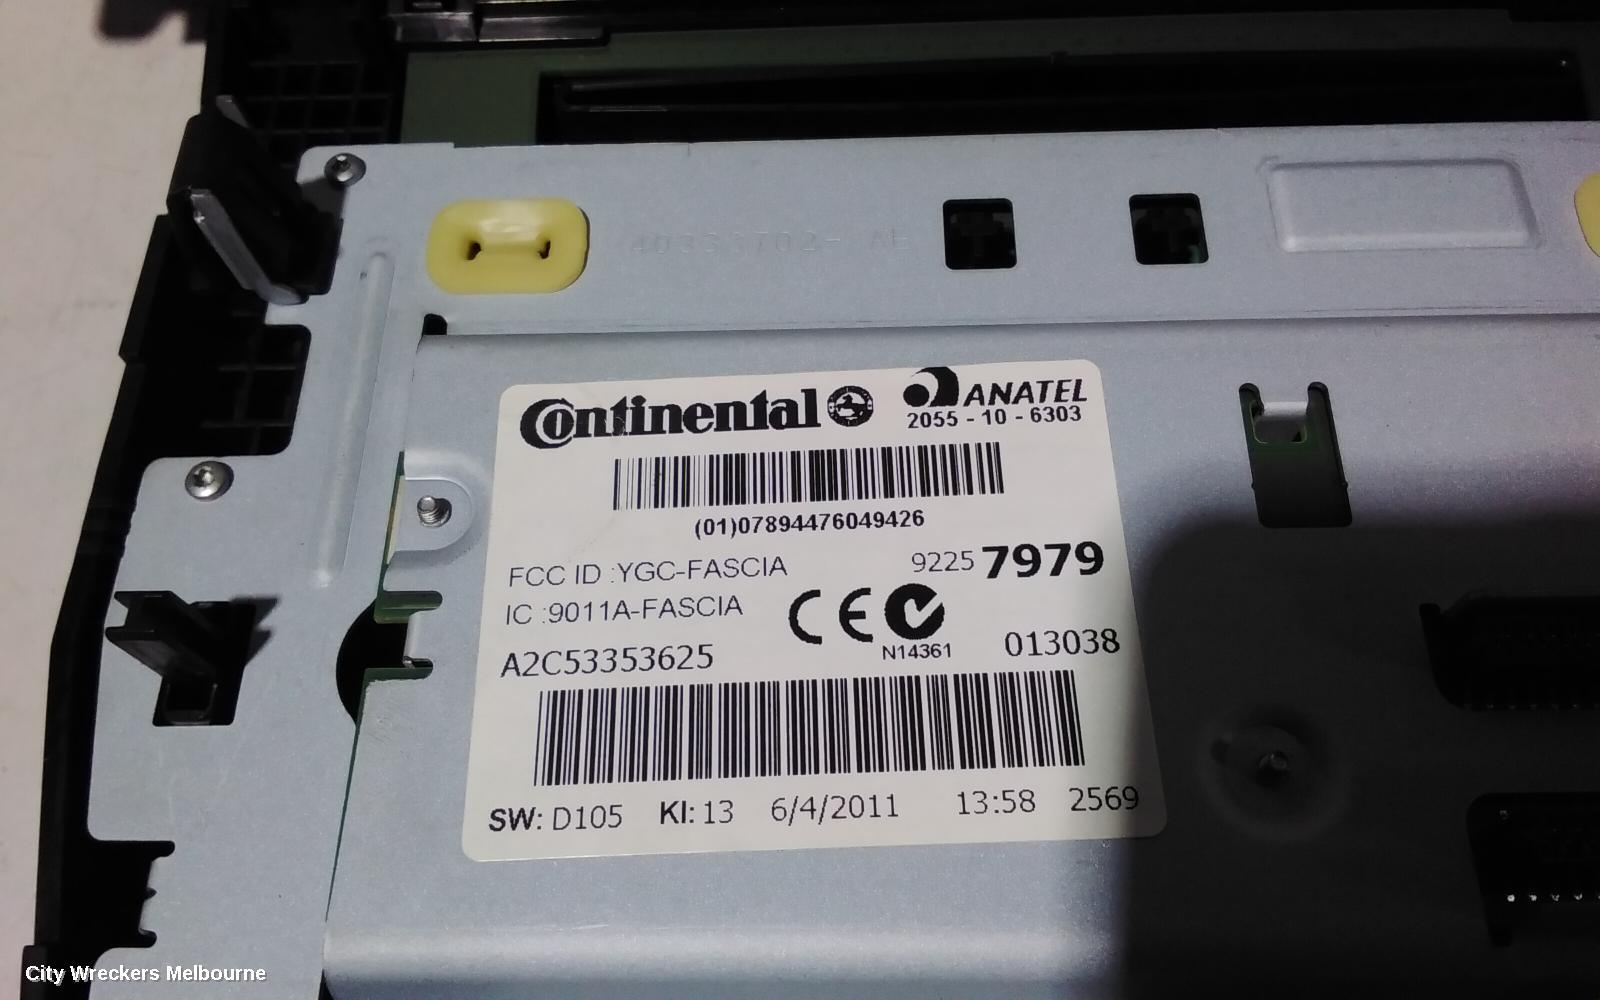 Continental ANATEL
2055 - 10 - 6303
(01)07894476049426
FCC ID :YGC-FASCIA 9225 7979
IC :9011A-FASCIA CE
N14361
A2C53353625 013038
SW: D105 KI: 13 6/4/2011 13:58 2569
City Wreckers Melbourne